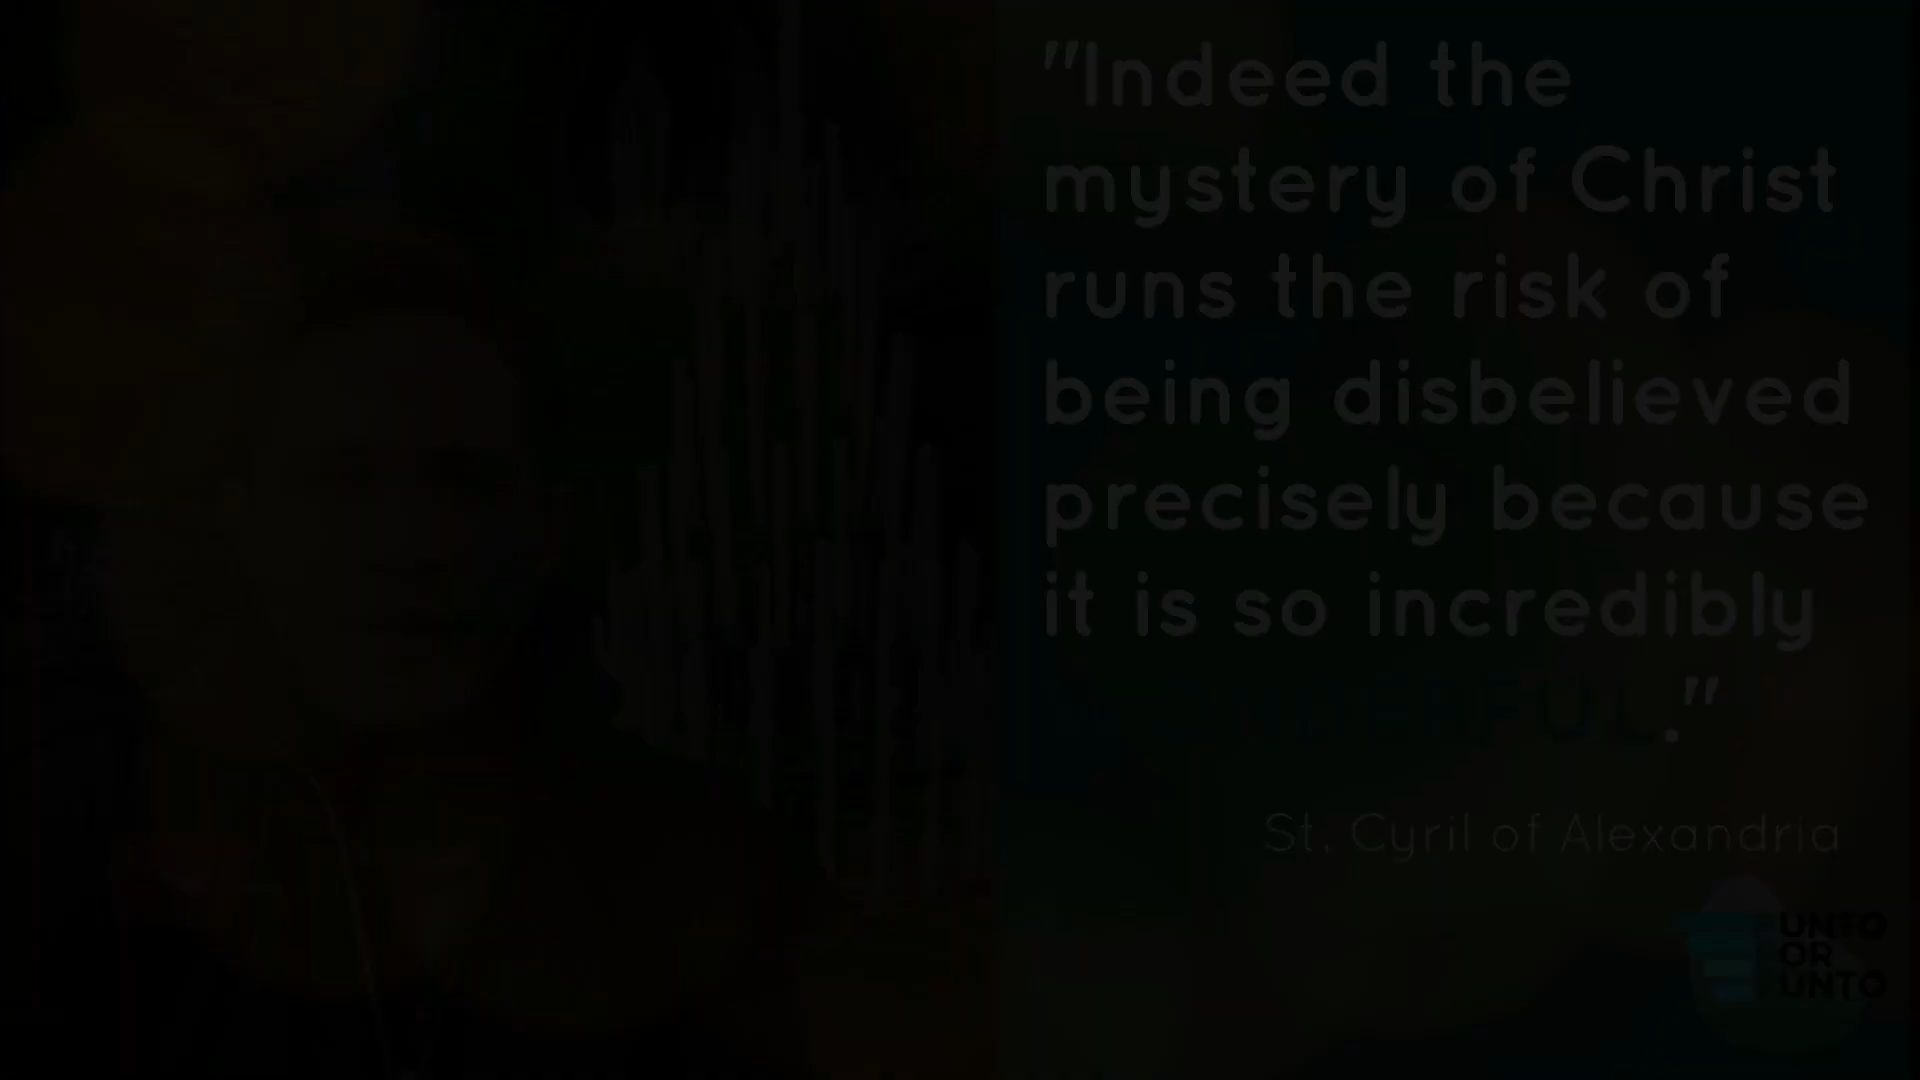 "Indeed the
mystery of Christ
runs the risk of
being disbelieved
precisely because
it is so incredibly
WONDERFUL."
St. Cyril of Alexandria
UNTO
OR
UNTO